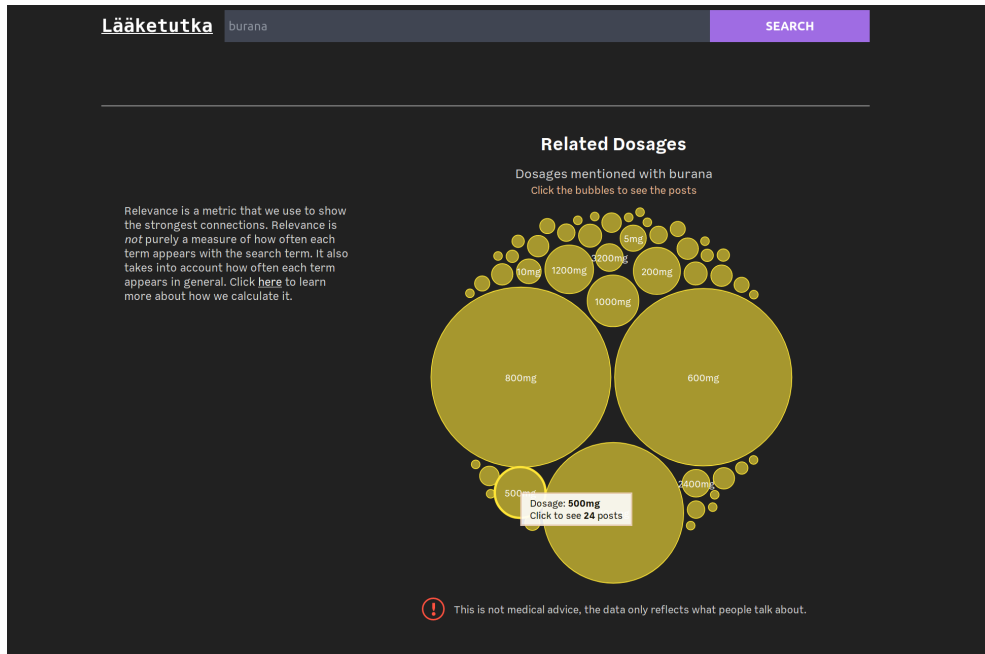 Lääketutka
burana
SEARCH
Related Dosages
Dosages mentioned with burana
Click the bubbles to see the posts
Relevance is a metric that we use to show
the strongest connections. Relevance is
not purely a measure of how often each
term appears with the search term. It also
takes into account how often each term
appears in general. Click here to learn
more about how we calculate it.
5mg
3200mg
10mg
1200mg
200mg
1000mg
800mg
600mg
2400mg
500mg
Dosage: 500mg
Click to see 24 posts
This is not medical advice, the data only reflects what people talk about.